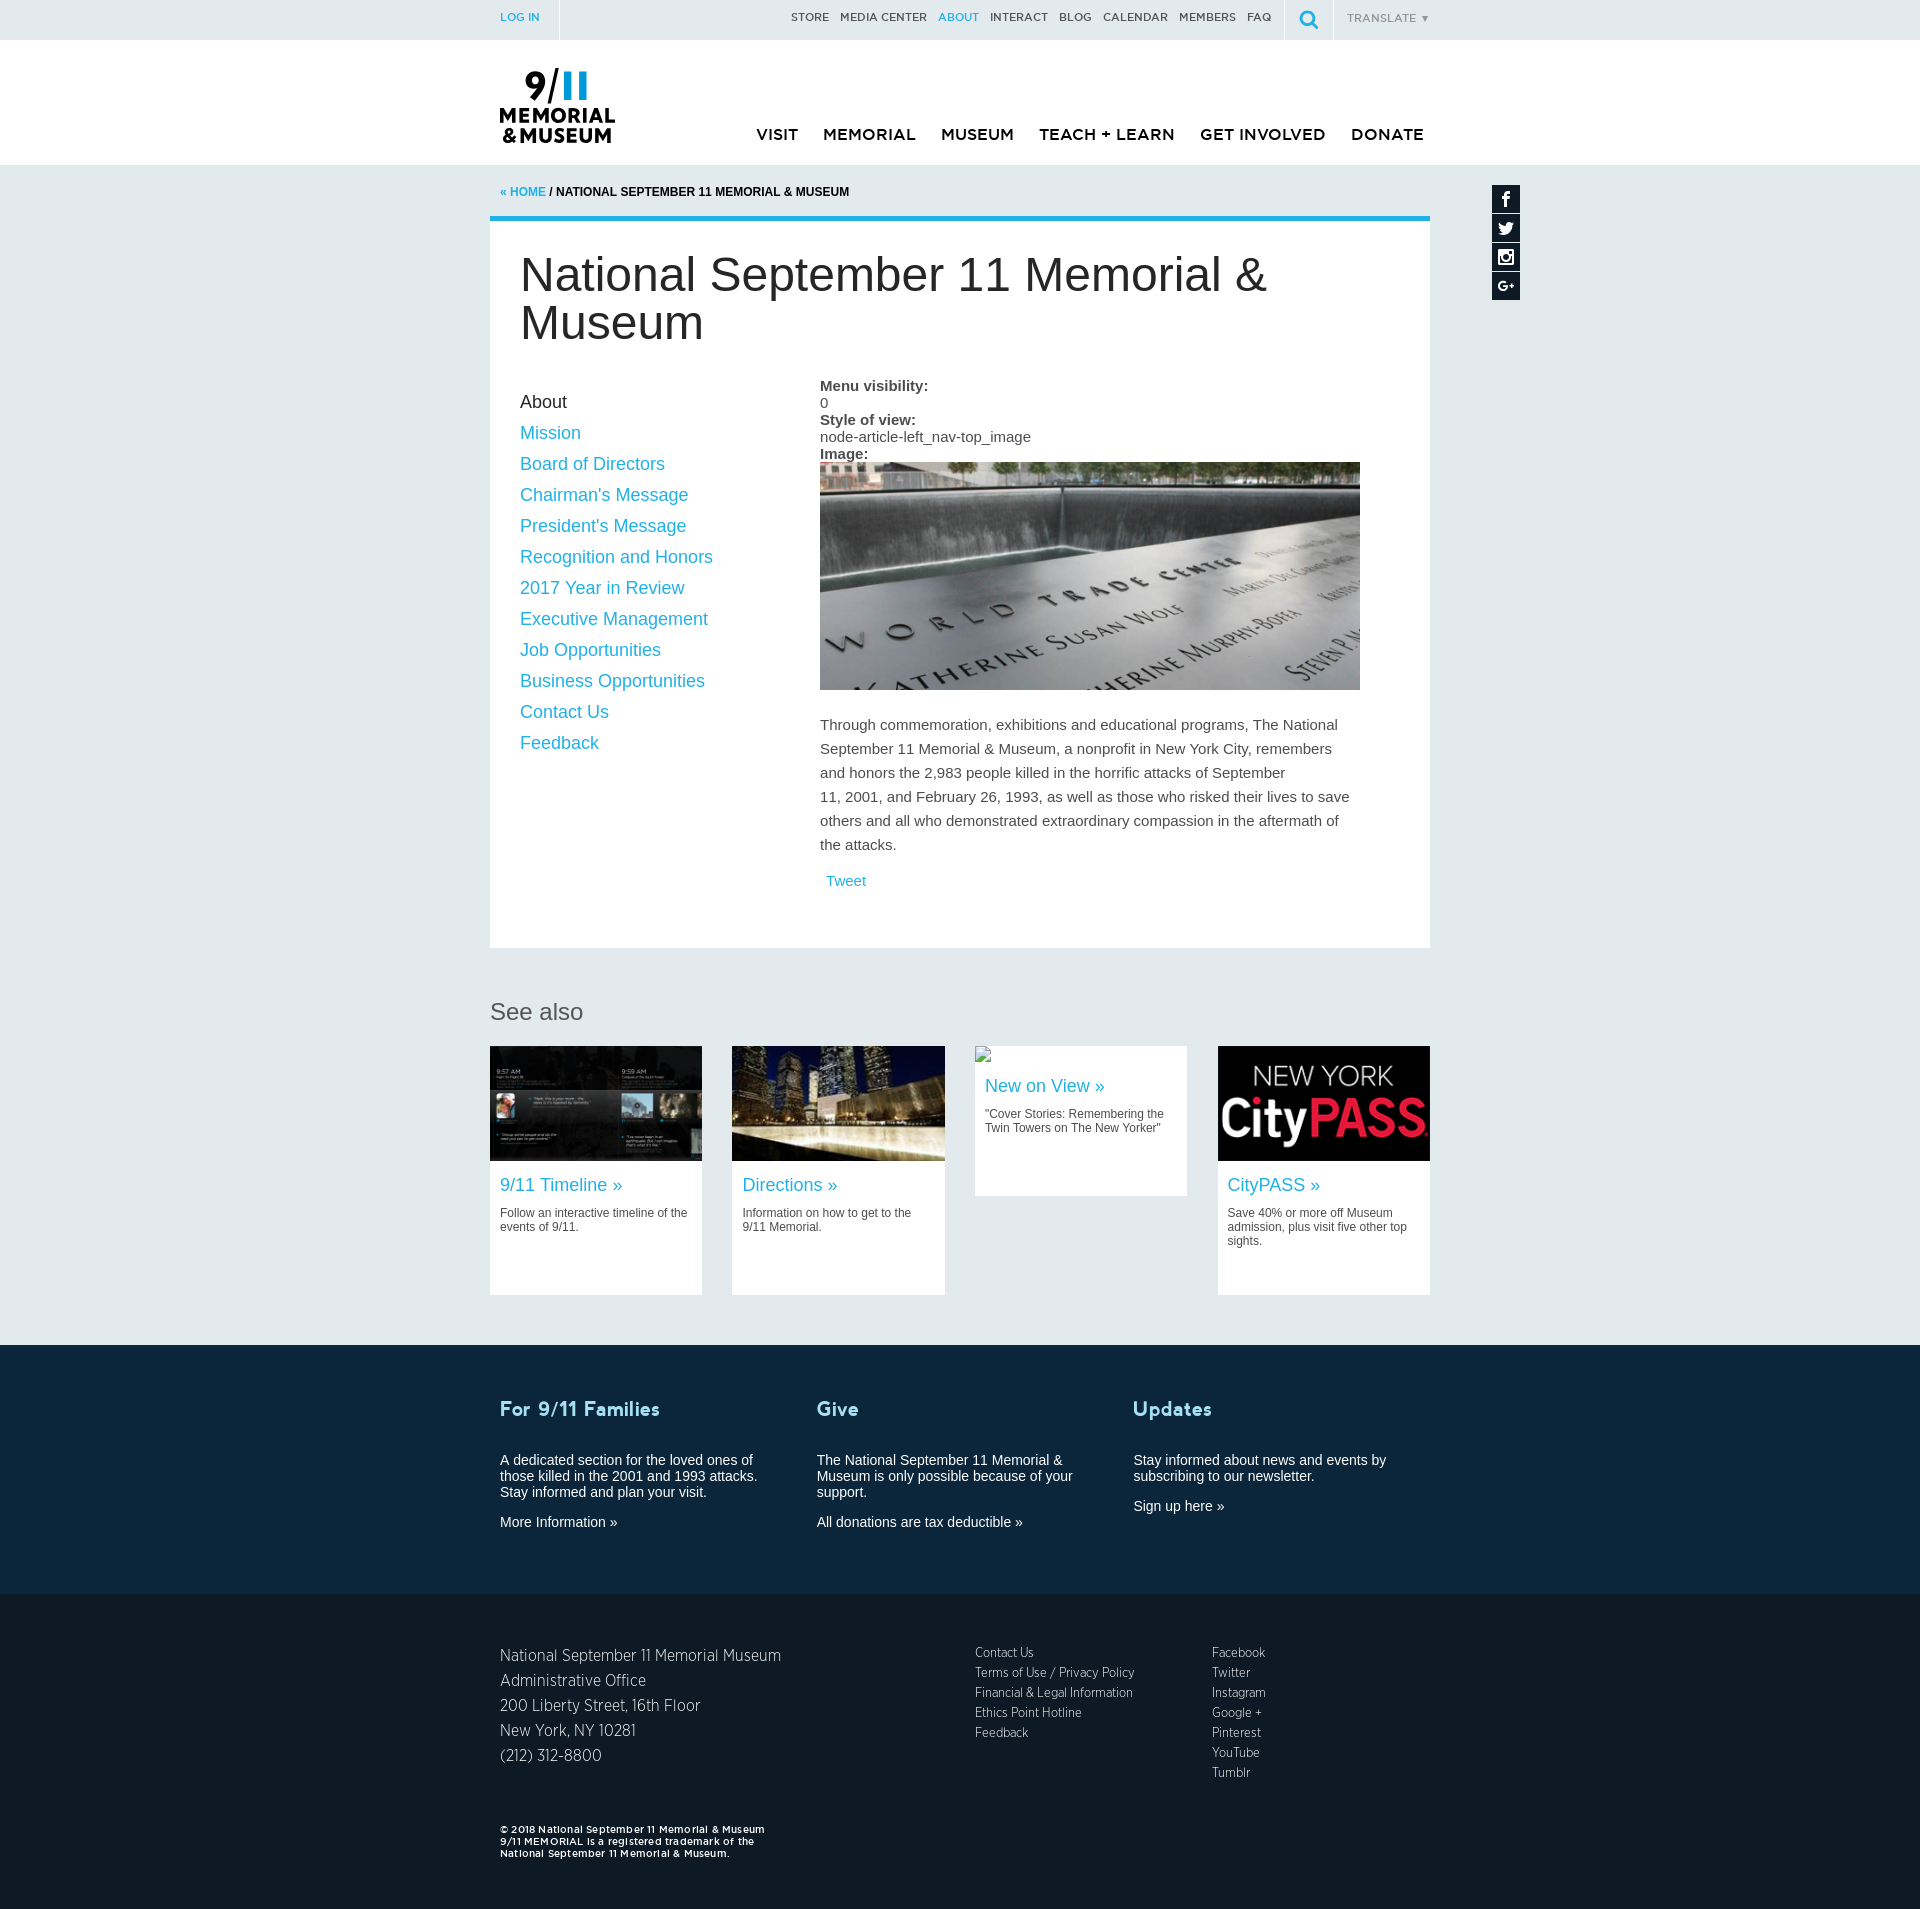 LOG IN
STORE MEDIA CENTER ABOUT INTERACT BLOG CALENDAR MEMBERS FAQ
TRANSLATE ▼
9/11
MEMORIAL
& MUSEUM
VISIT MEMORIAL MUSEUM TEACH + LEARN GET INVOLVED DONATE
« HOME / NATIONAL SEPTEMBER 11 MEMORIAL & MUSEUM
National September 11 Memorial &
Museum
About
Mission
Board of Directors
Chairman's Message
President's Message
Recognition and Honors
2017 Year in Review
Executive Management
Job Opportunities
Business Opportunities
Contact Us
Feedback
Menu visibility:
0
Style of view:
node-article-left_nav-top_image
Image:
WORLD TRADE CENTER
KATHERINE SUSAN WOLF
MURPHY-BOFFA
STEVEN P.
Through commemoration, exhibitions and educational programs, The National
September 11 Memorial & Museum, a nonprofit in New York City, remembers
and honors the 2,983 people killed in the horrific attacks of September
11, 2001, and February 26, 1993, as well as those who risked their lives to save
others and all who demonstrated extraordinary compassion in the aftermath of
the attacks.
Tweet
See also
9:57 AM
9:59 AM
9/11 Timeline »
Follow an interactive timeline of the
events of 9/11.
Directions »
Information on how to get to the
9/11 Memorial.
New on View »
"Cover Stories: Remembering the
Twin Towers on The New Yorker"
NEW YORK
CityPASS
CityPASS »
Save 40% or more off Museum
admission, plus visit five other top
sights.
For 9/11 Families
A dedicated section for the loved ones of
those killed in the 2001 and 1993 attacks.
Stay informed and plan your visit.
More Information »
Give
The National September 11 Memorial &
Museum is only possible because of your
support.
All donations are tax deductible »
Updates
Stay informed about news and events by
subscribing to our newsletter.
Sign up here »
National September 11 Memorial Museum
Administrative Office
200 Liberty Street, 16th Floor
New York, NY 10281
(212) 312-8800
Contact Us
Terms of Use / Privacy Policy
Financial & Legal Information
Ethics Point Hotline
Feedback
Facebook
Twitter
Instagram
Google +
Pinterest
YouTube
Tumblr
© 2018 National September 11 Memorial & Museum
9/11 MEMORIAL is a registered trademark of the
National September 11 Memorial & Museum.